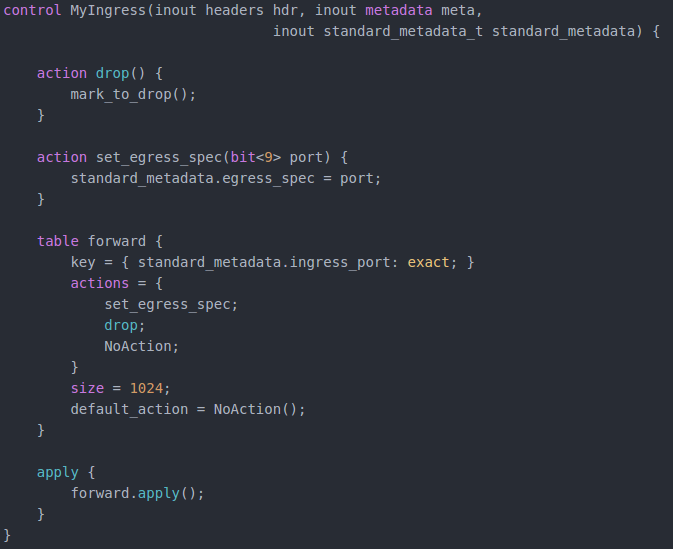 control MyIngress(inout headers hdr, inout metadata meta,
                                inout standard_metadata_t standard_metadata) {

    action drop() {
        mark_to_drop();
    }

    action set_egress_spec(bit<9> port) {
        standard_metadata.egress_spec = port;
    }

    table forward {
        key = { standard_metadata.ingress_port: exact; }
        actions = {
            set_egress_spec;
            drop;
            NoAction;
        }
        size = 1024;
        default_action = NoAction();
    }

    apply {
        forward.apply();
    }
}